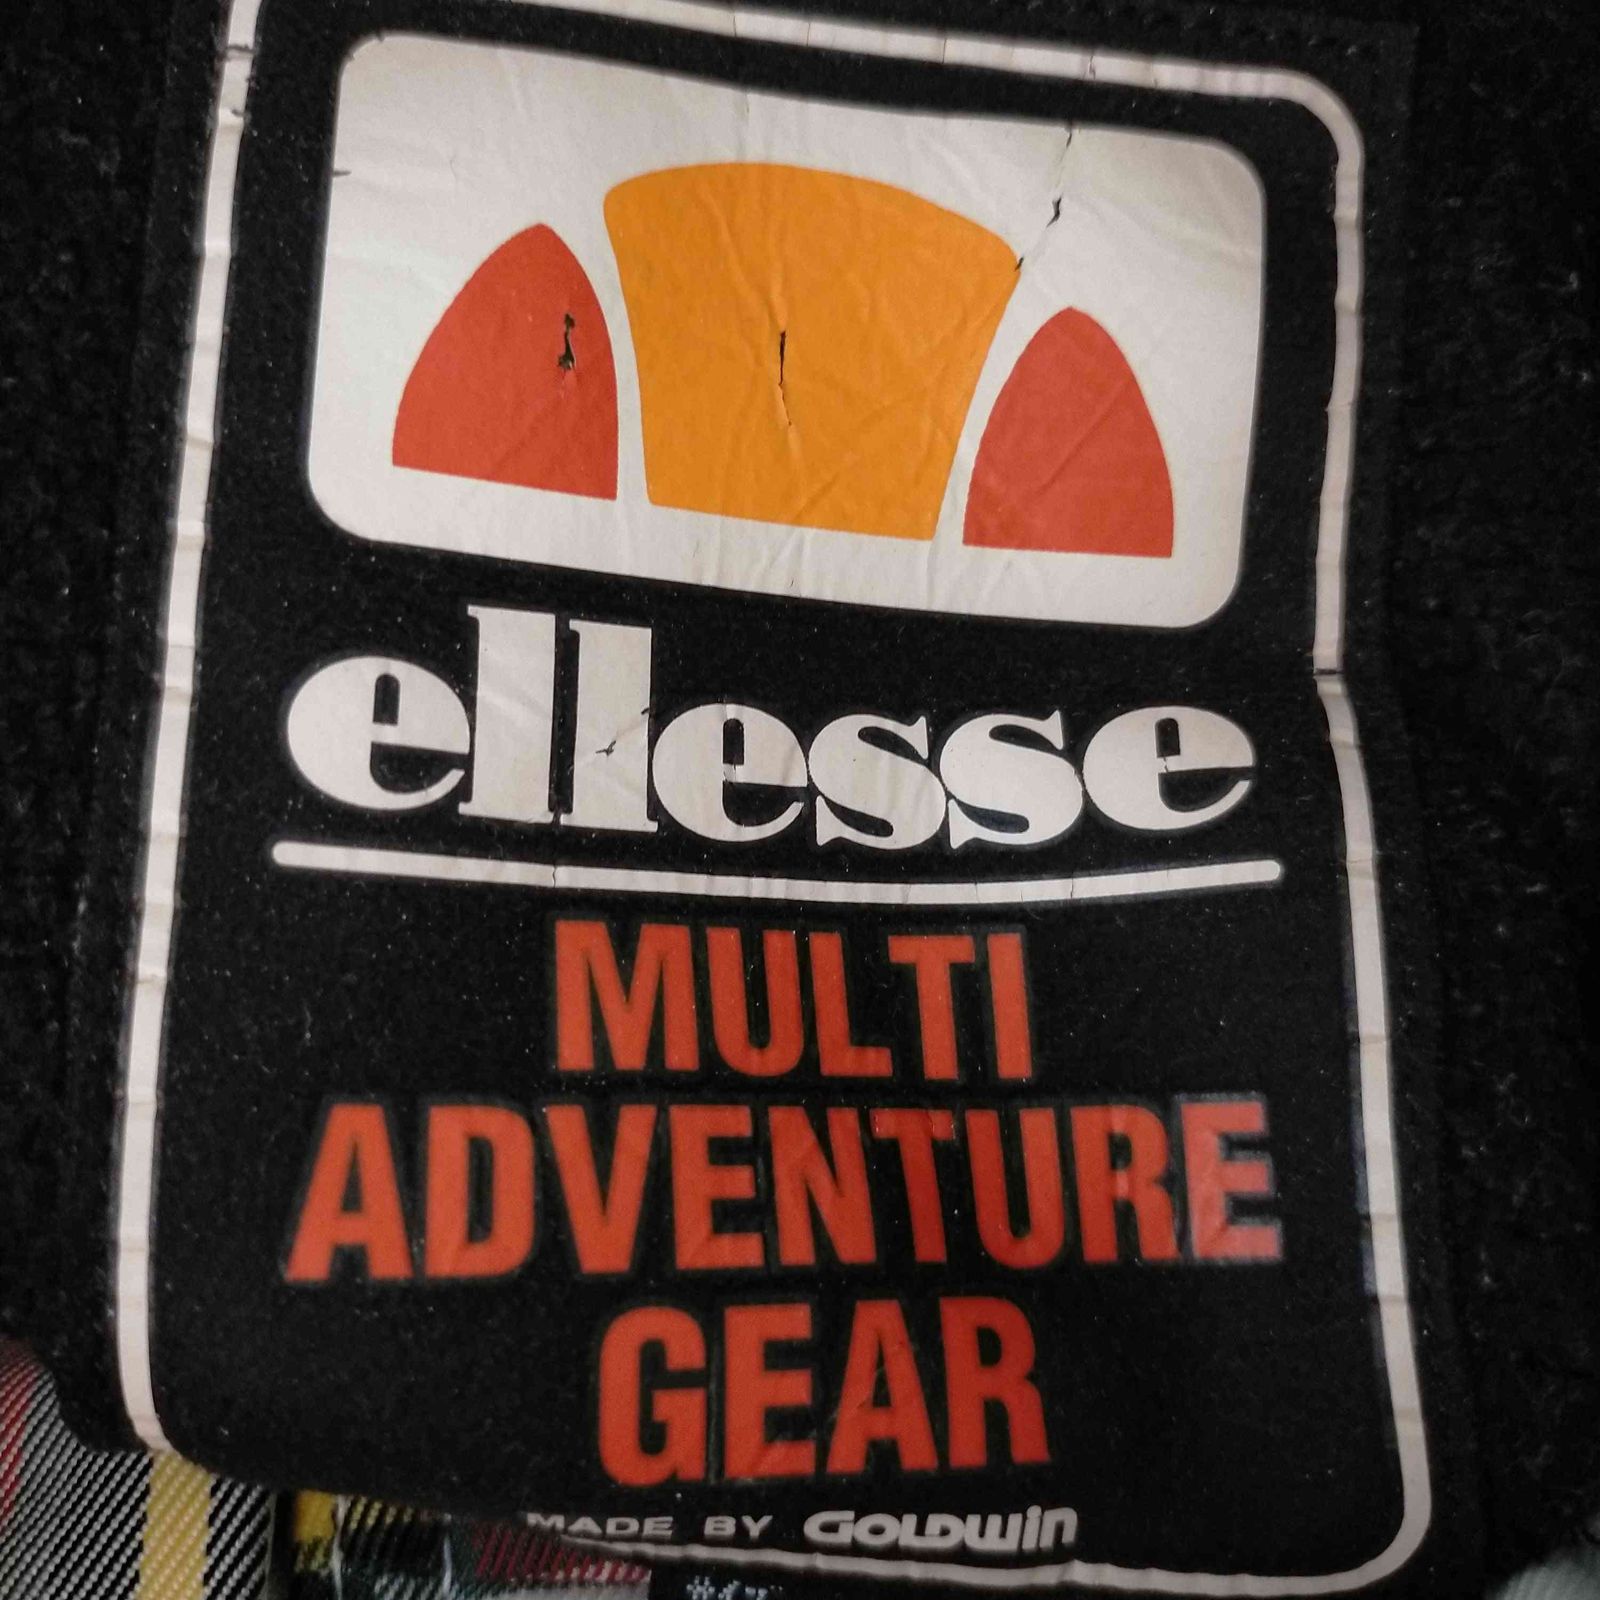 ellesse
MULTI
ADVENTURE
GEAR
MADE BY GOLDWIN